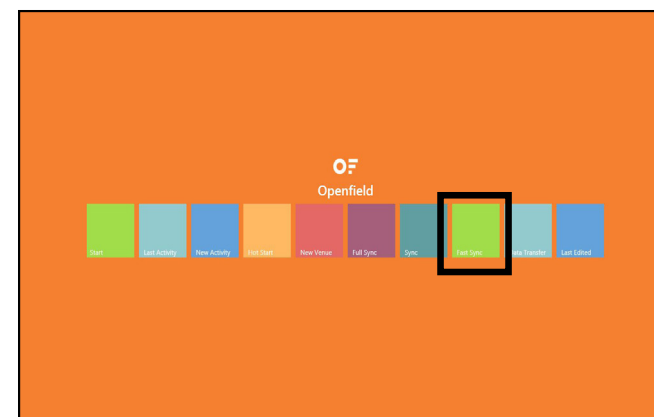 OF
Openfield
Start
Last Activity
New Activity
Hot Start
New Venue
Full Sync
Sync
Fast Sync
Data Transfer
Last Edited